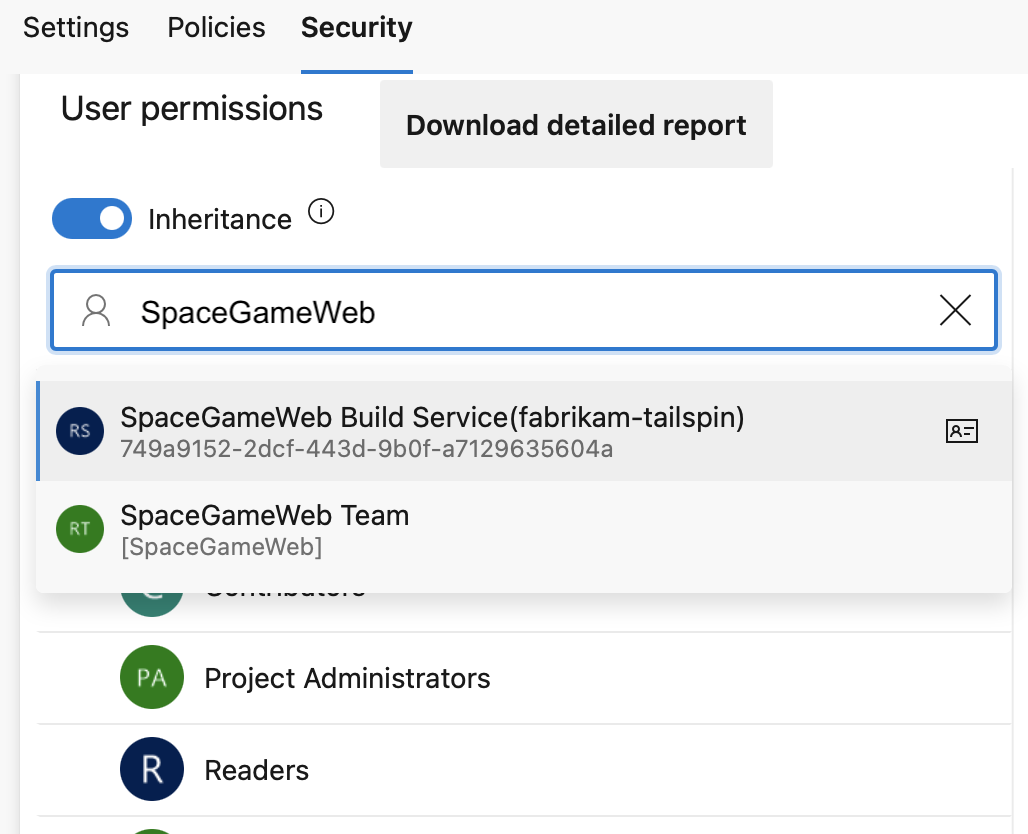 Settings Policies Security
User permissions
Download detailed report
Inheritance
SpaceGameWeb
RS SpaceGameWeb Build Service(fabrikam-tailspin)
749a9152-2dcf-443d-9b0f-a7129635604a
RT SpaceGameWeb Team
[SpaceGameWeb]
C Contributors
PA Project Administrators
R Readers